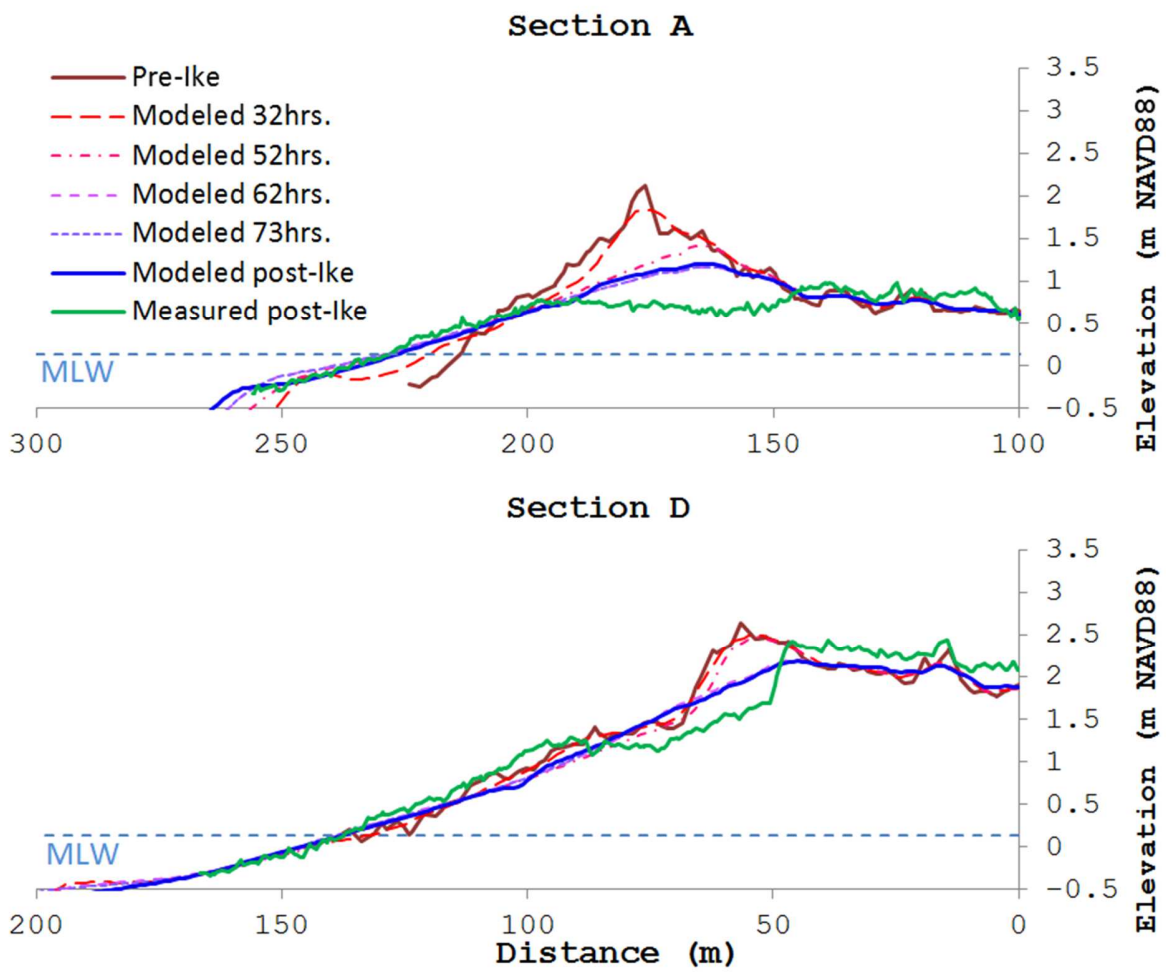 Section A
Pre-Ike
Modeled 32hrs.
Modeled 52hrs.
Modeled 62hrs.
Modeled 73hrs.
Modeled post-Ike
Measured post-Ike
MLW
3.5
3
2.5
2
1.5
1
0.5
0
-0.5
Elevation (m NAVD88)
300
250
200
150
100
Section D
MLW
3.5
3
2.5
2
1.5
1
0.5
0
-0.5
Elevation (m NAVD88)
200
150
100
50
0
Distance (m)